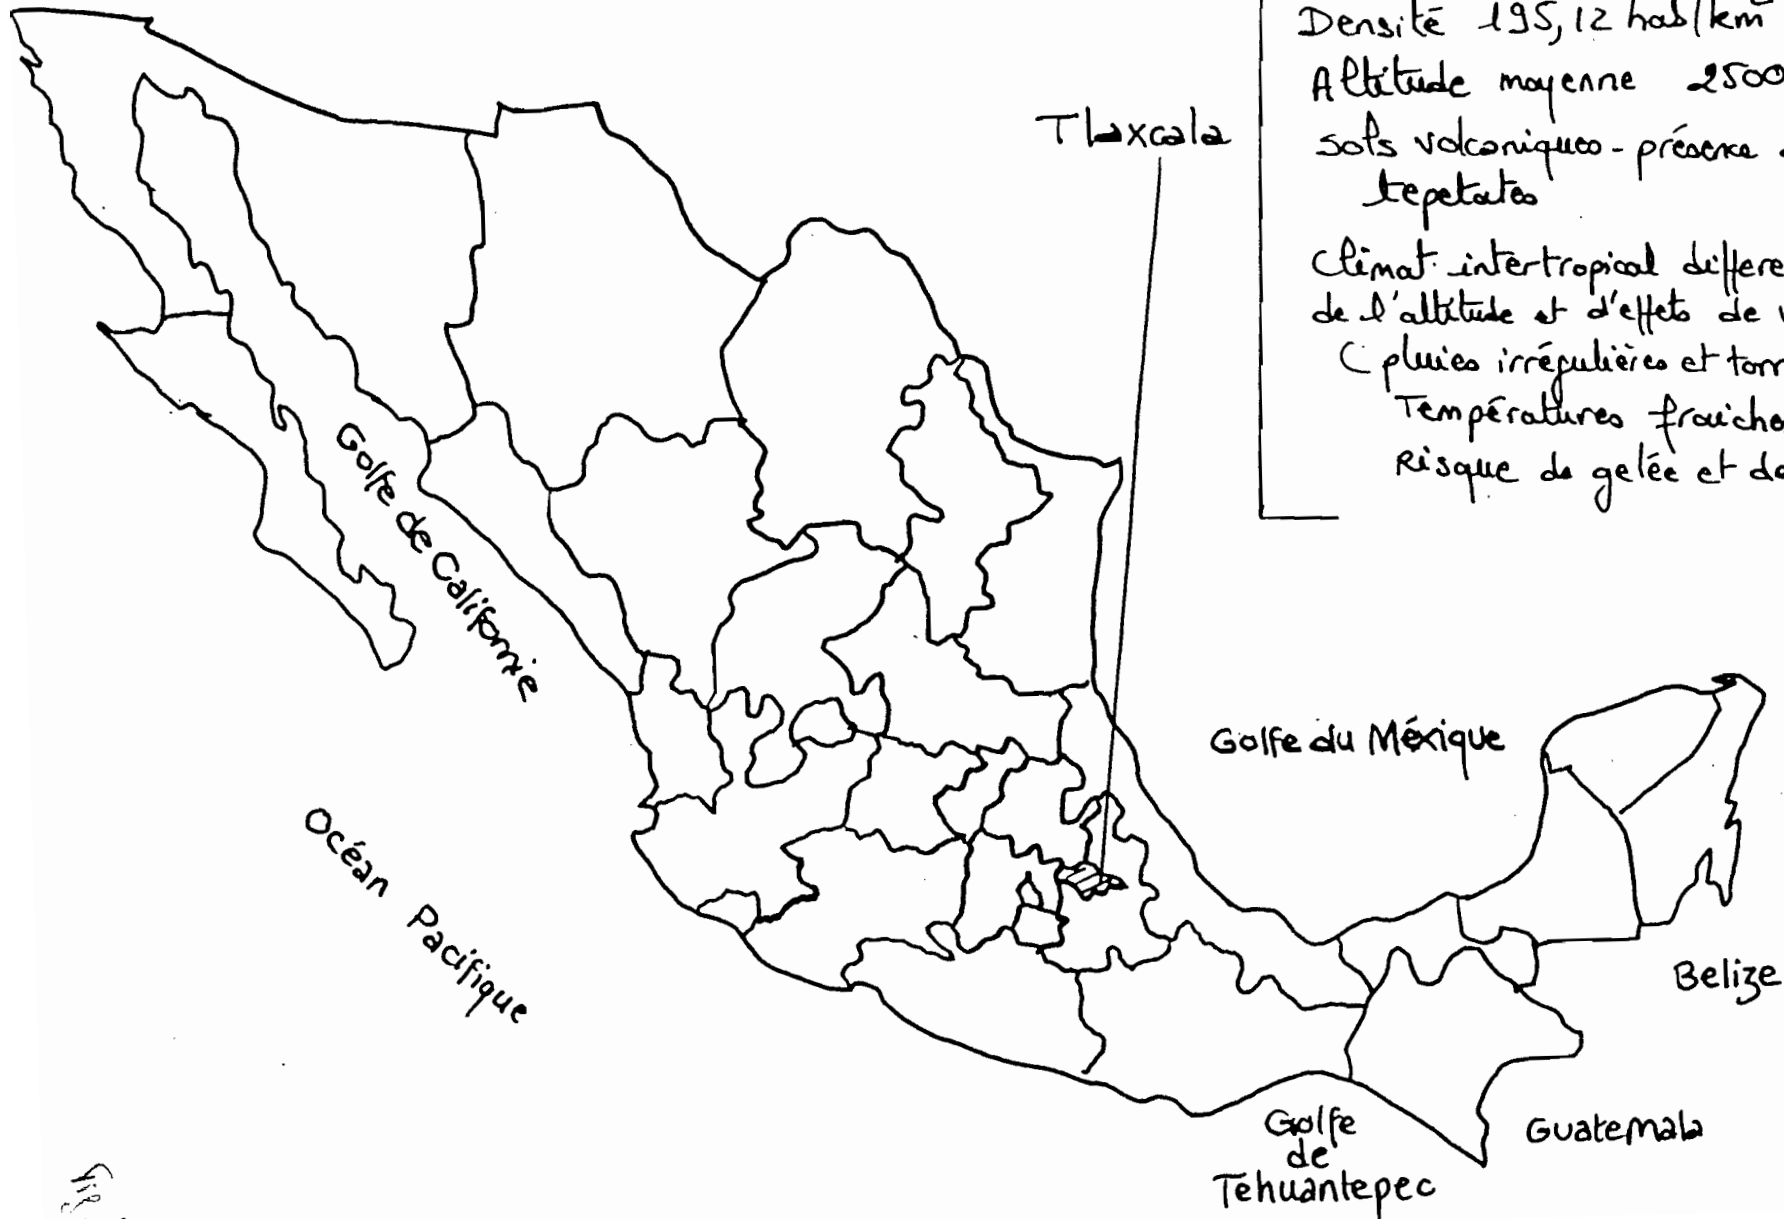 Densité 195,12 hab/km
Altitude moyenne 2500
sols volcaniques - présence
tepetates
Climat intertropical differe
de l'altitude et d'effets de
(pluies irrégulières et torr
Températures fraiche
Risque de gelée et de
Tlaxcala
Golfe de Californie
Golfe du Méxique
Océan Pacifique
Belize
Guatemala
Golfe
de
Tehuantepec